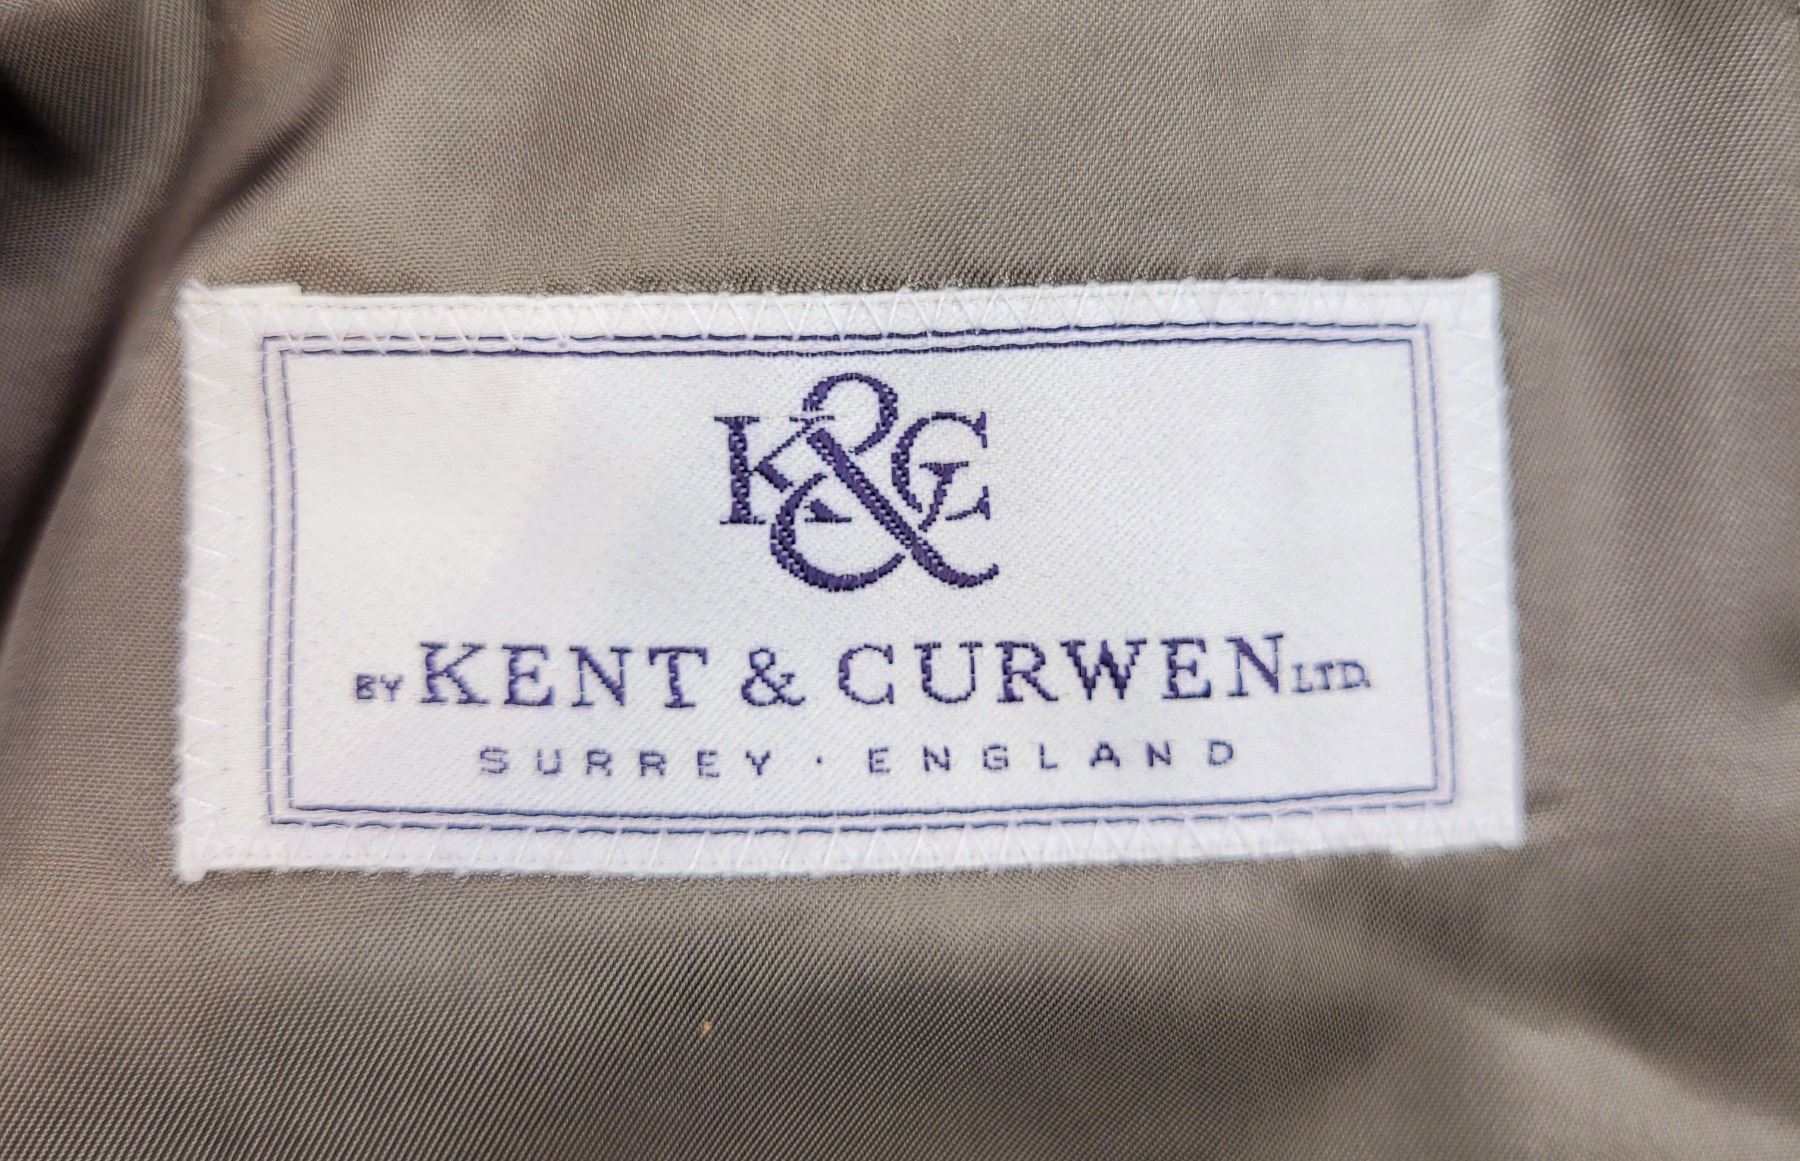 K&C
BY KENT & CURWEN LTD.
SURREY · ENGLAND